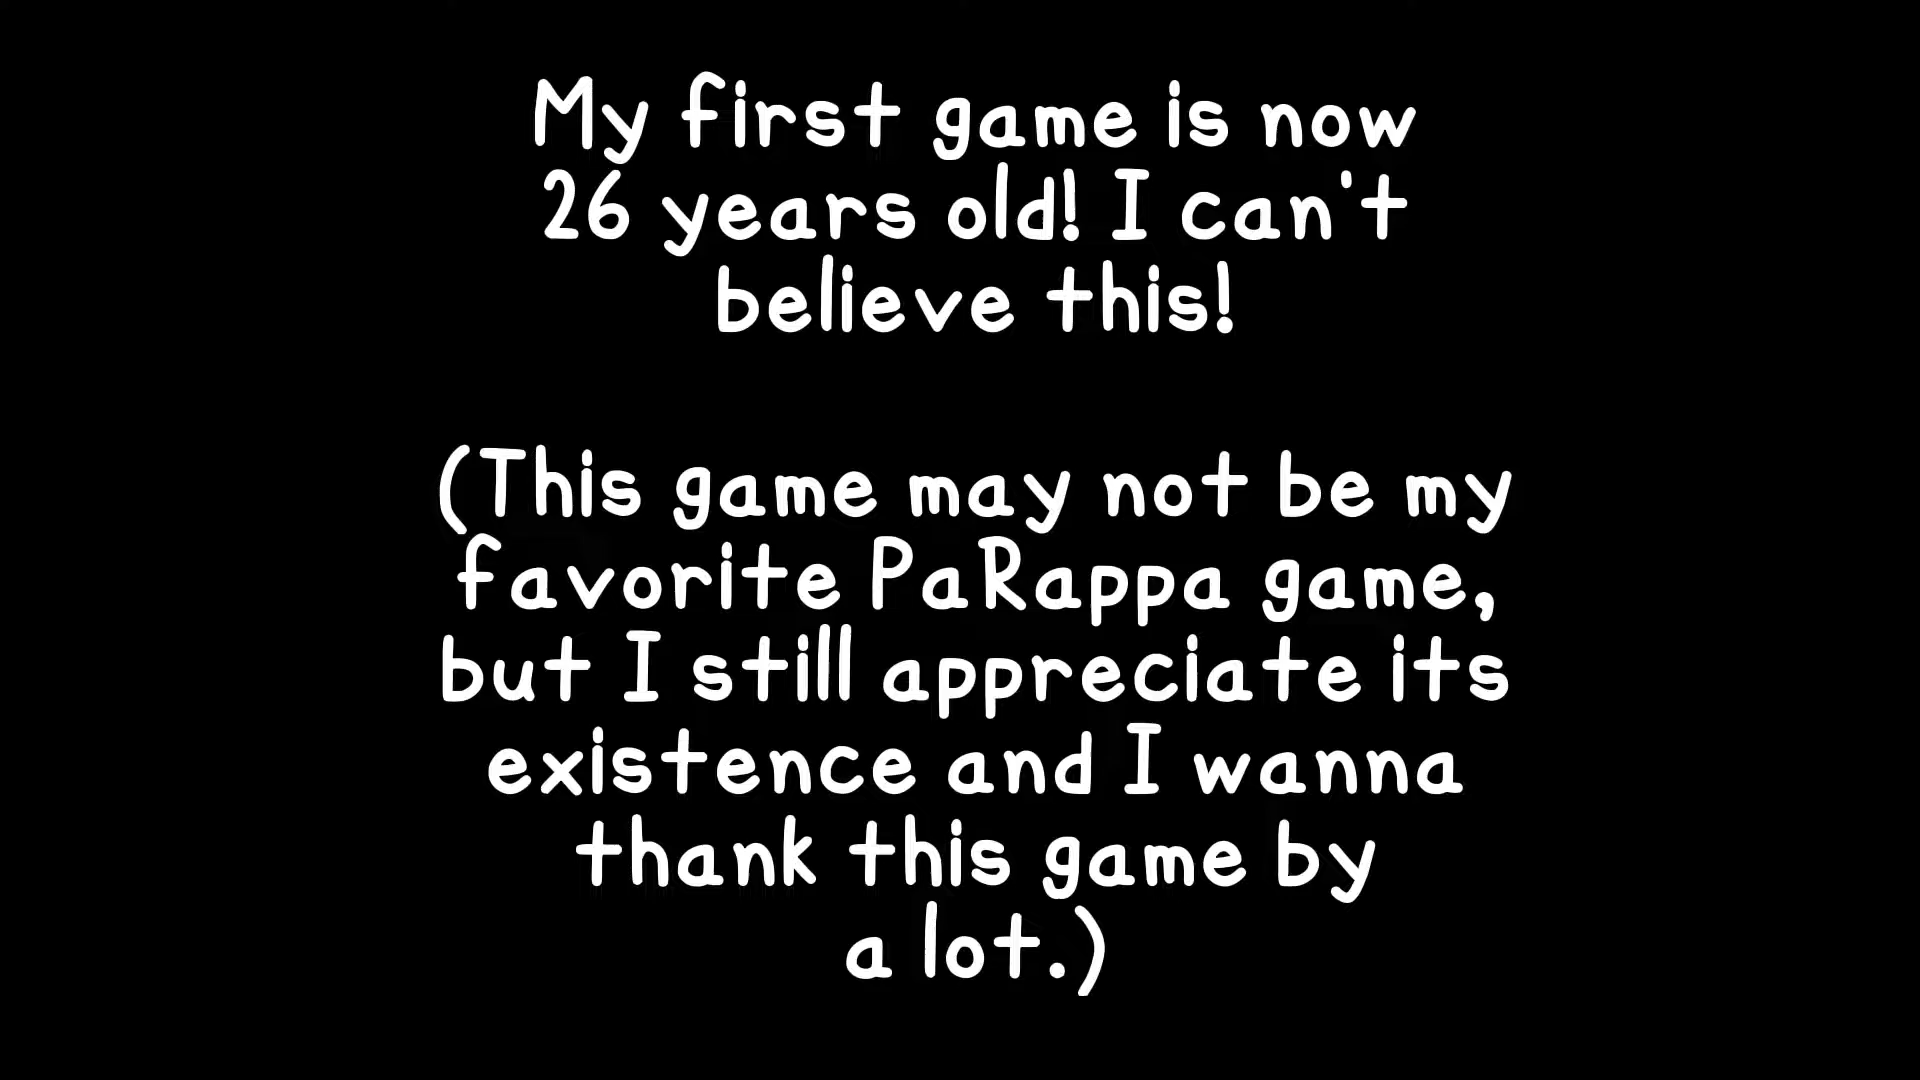 My first game is now
26 years old! I can't
believe this!
(This game may not be my
favorite PaRappa game,
but I still appreciate its
existence and I wanna
thank this game by
a lot.)